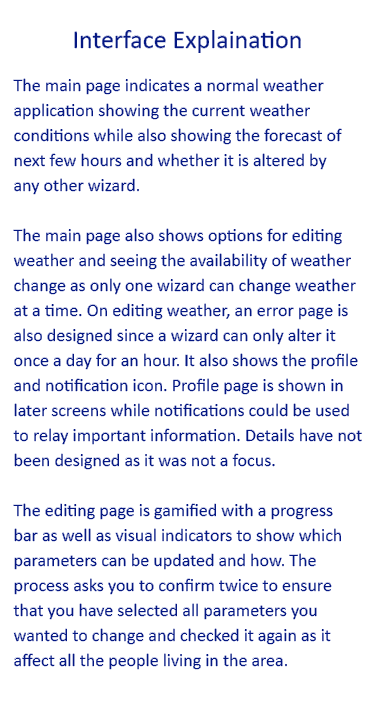 Interface Explaination
The main page indicates a normal weather
application showing the current weather
conditions while also showing the forecast of
next few hours and whether it is altered by
any other wizard.
The main page also shows options for editing
weather and seeing the availability of weather
change as only one wizard can change weather
at a time. On editing weather, an error page is
also designed since a wizard can only alter it
once a day for an hour. It also shows the profile
and notification icon. Profile page is shown in
later screens while notifications could be used
to relay important information. Details have not
been designed as it was not a focus.
The editing page is gamified with a progress
bar as well as visual indicators to show which
parameters can be updated and how. The
process asks you to confirm twice to ensure
that you have selected all parameters you
wanted to change and checked it again as it
affect all the people living in the area.